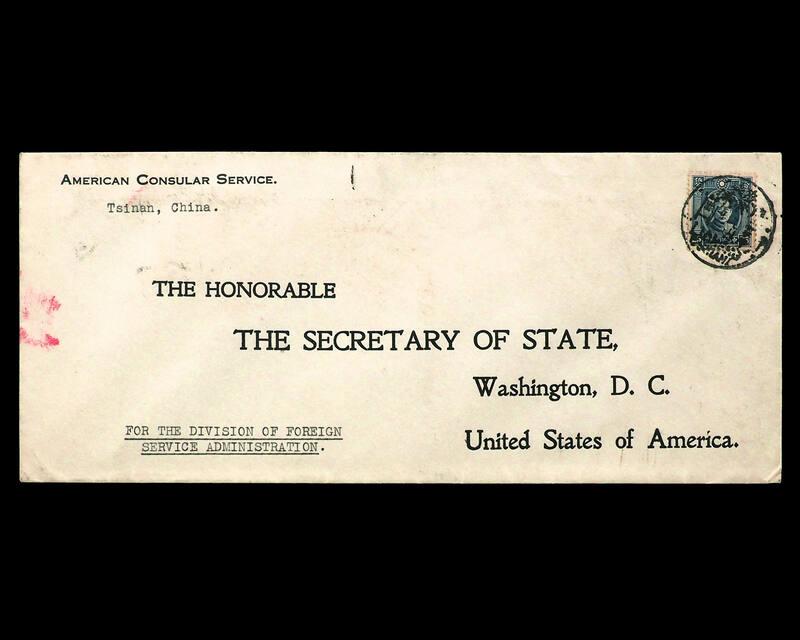 AMERICAN CONSULAR SERVICE.
Tsinan, China.
THE HONORABLE
THE SECRETARY OF STATE,
Washington, D. C.
United States of America.
FOR THE DIVISION OF FOREIGN
SERVICE ADMINISTRATION.